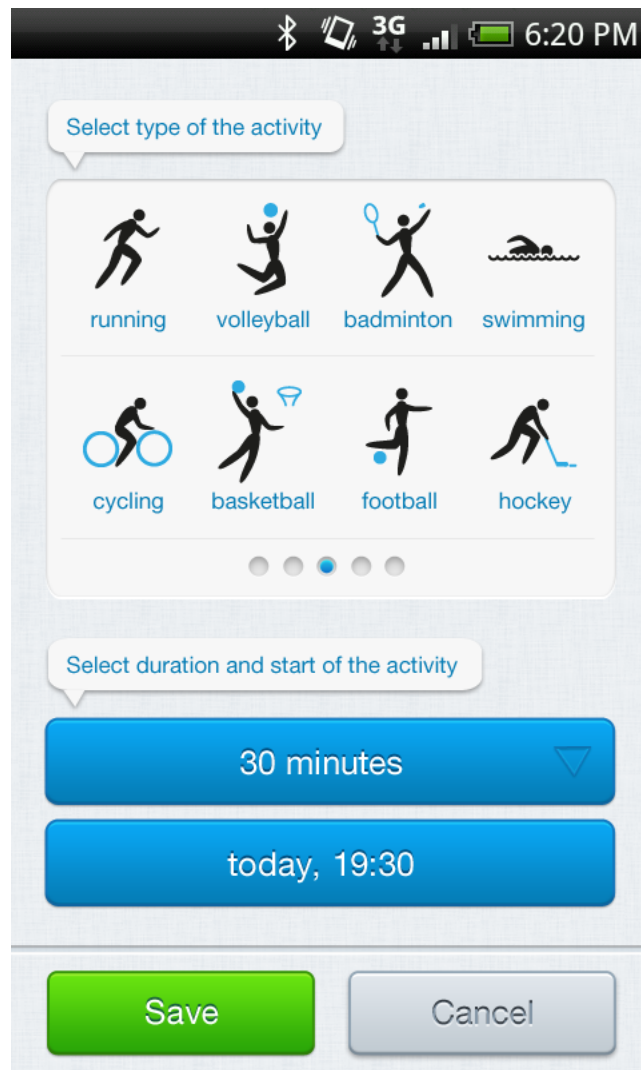 3G 6:20 PM
Select type of the activity
running volleyball badminton swimming
cycling basketball football hockey
Select duration and start of the activity
30 minutes
today, 19:30
Save Cancel